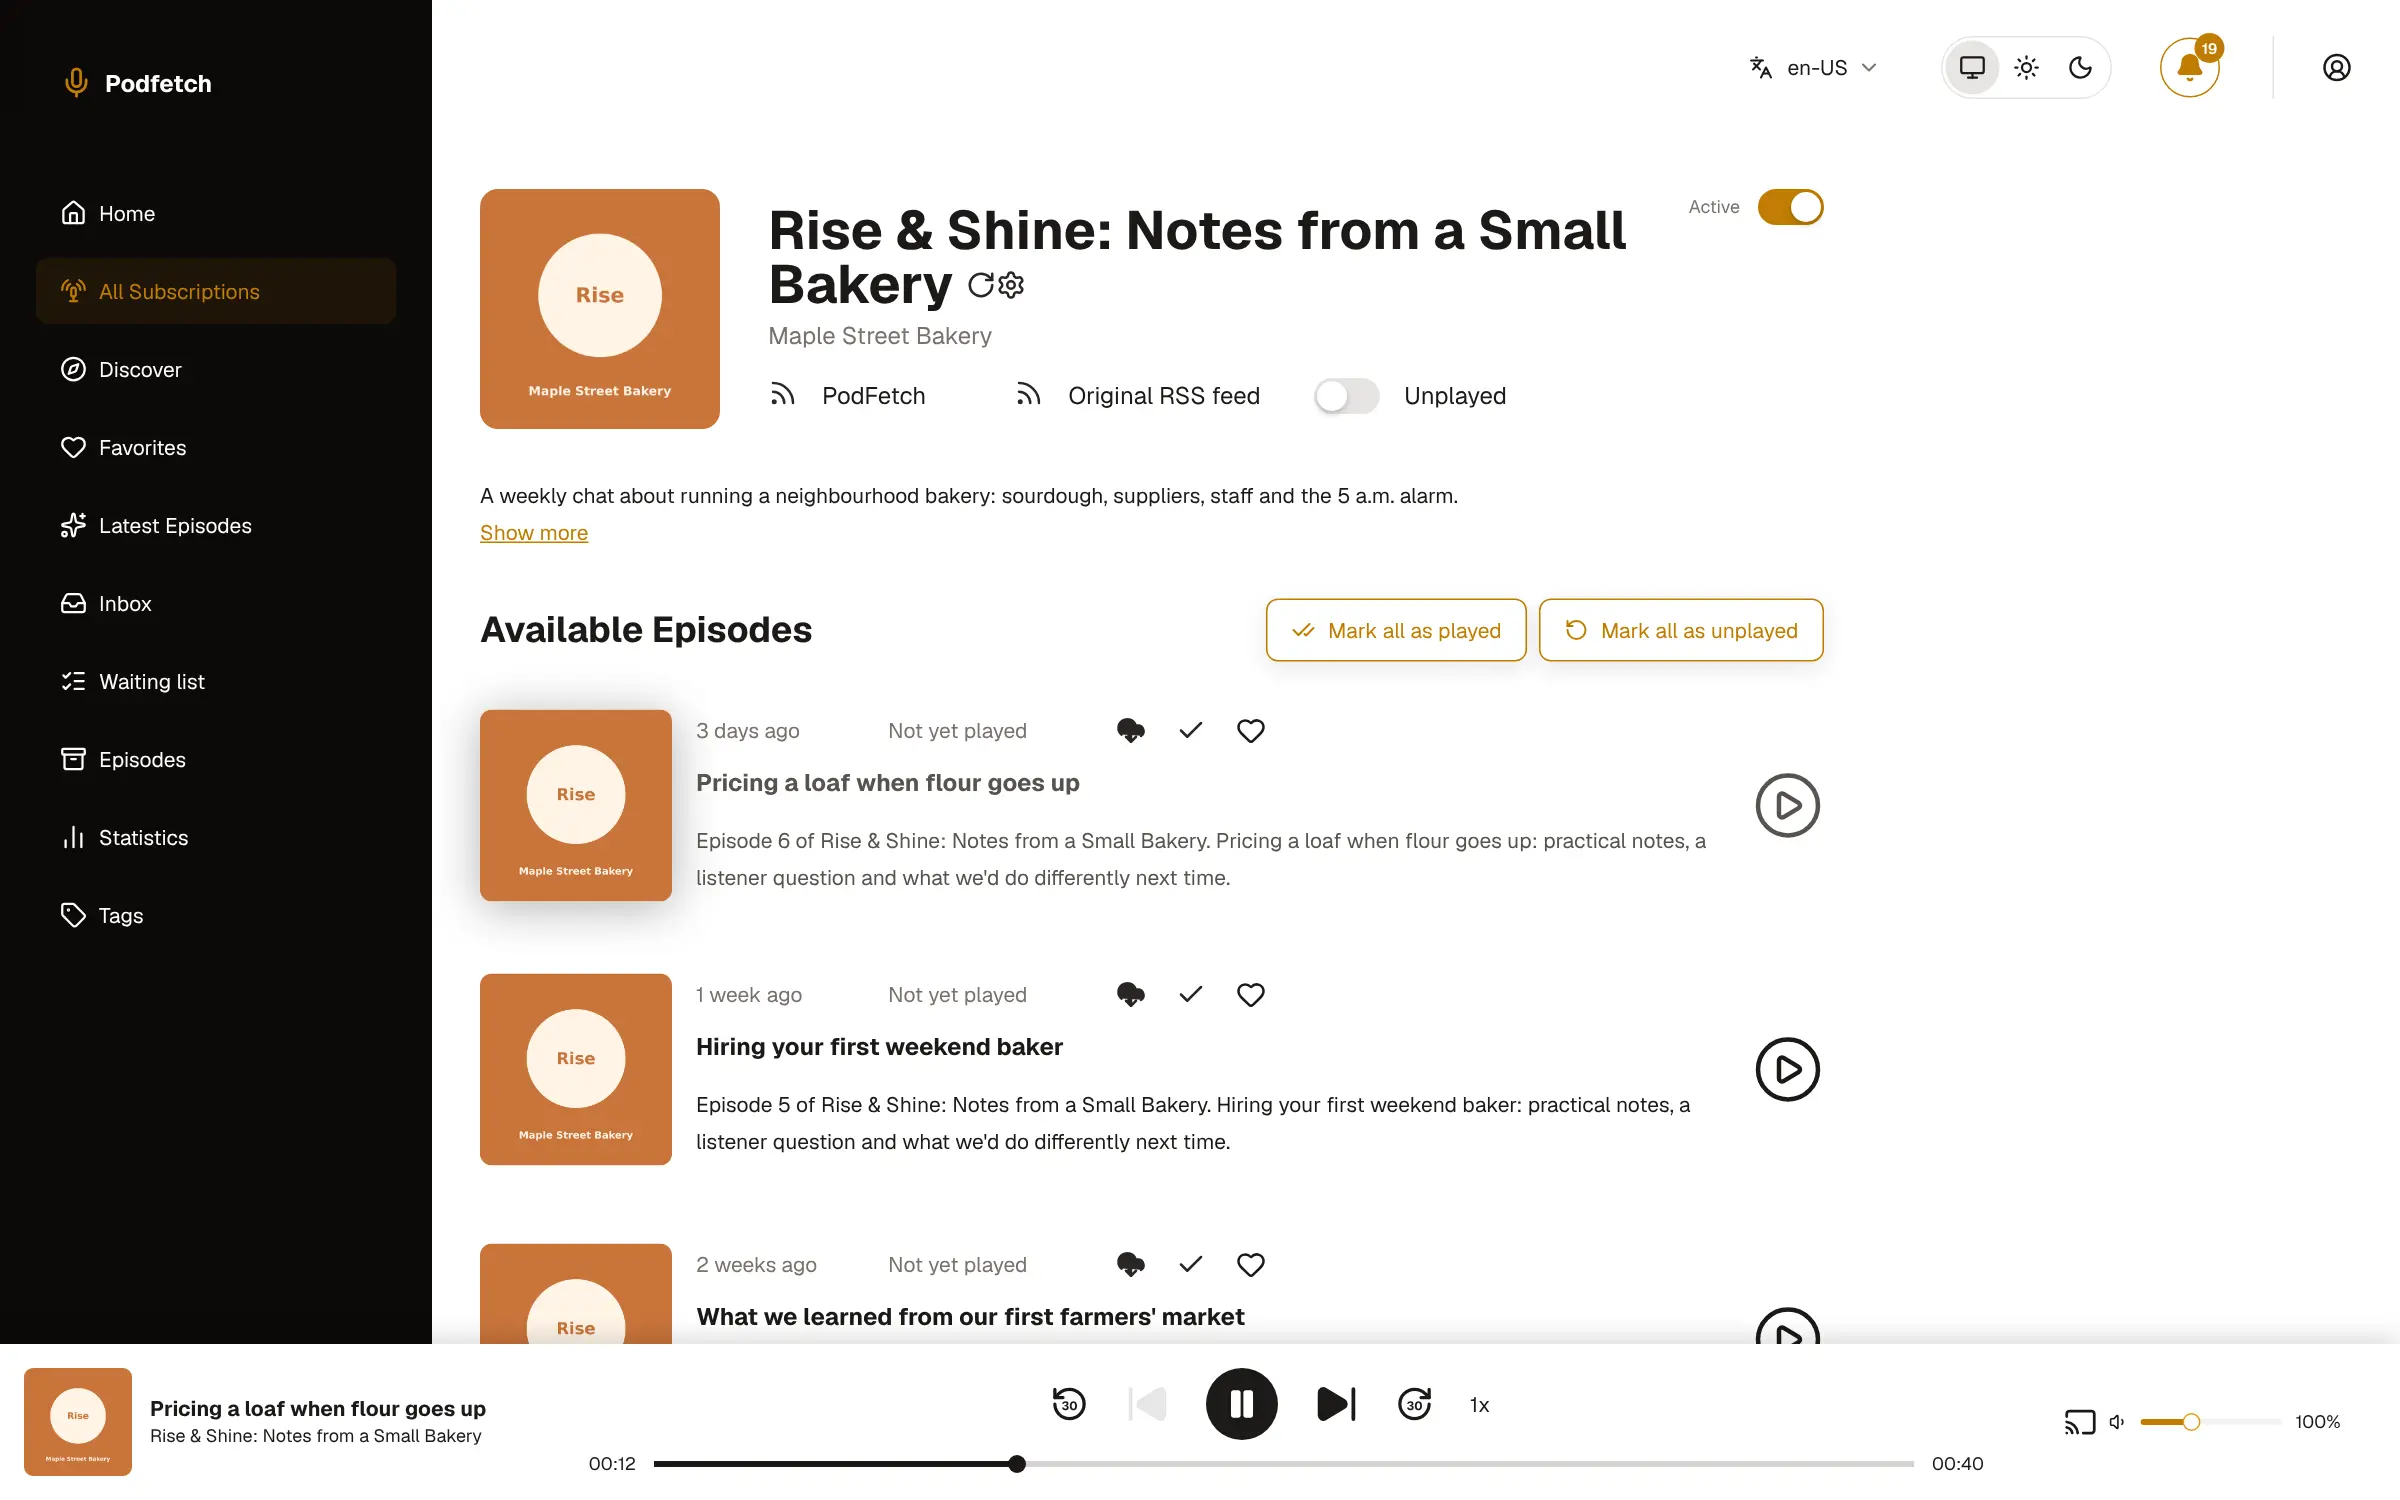 Podfetch
Home
All Subscriptions
Discover
Favorites
Latest Episodes
Inbox
Waiting list
Episodes
Statistics
Tags
en-US
19
Rise
Maple Street Bakery
Rise & Shine: Notes from a Small
Bakery
Active
Maple Street Bakery
PodFetch
Original RSS feed
Unplayed
A weekly chat about running a neighbourhood bakery: sourdough, suppliers, staff and the 5 a.m. alarm.
Show more
Available Episodes
Mark all as played
Mark all as unplayed
Rise
Maple Street Bakery
3 days ago
Not yet played
Pricing a loaf when flour goes up
Episode 6 of Rise & Shine: Notes from a Small Bakery. Pricing a loaf when flour goes up: practical notes, a
listener question and what we'd do differently next time.
Rise
Maple Street Bakery
1 week ago
Not yet played
Hiring your first weekend baker
Episode 5 of Rise & Shine: Notes from a Small Bakery. Hiring your first weekend baker: practical notes, a
listener question and what we'd do differently next time.
Rise
2 weeks ago
Not yet played
What we learned from our first farmers' market
Rise
Maple Street Bakery
Pricing a loaf when flour goes up
Rise & Shine: Notes from a Small Bakery
30
30
1x
00:12
00:40
100%